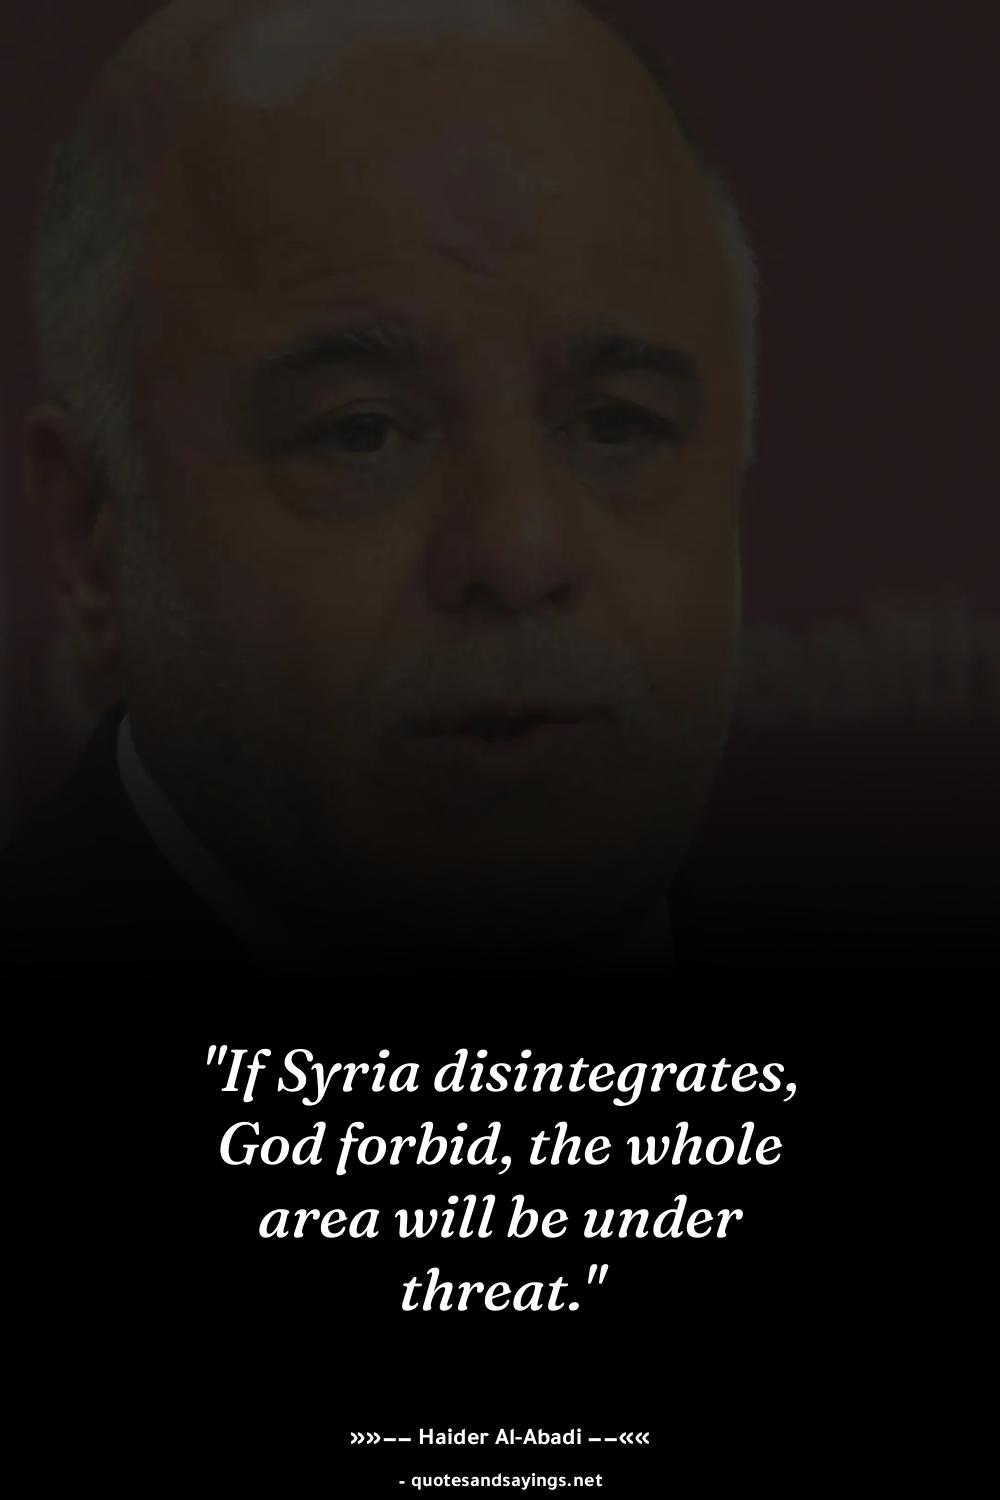 "If Syria disintegrates,
God forbid, the whole
area will be under
threat."
»»−− Haider Al-Abadi −−««
- quotesandsayings.net